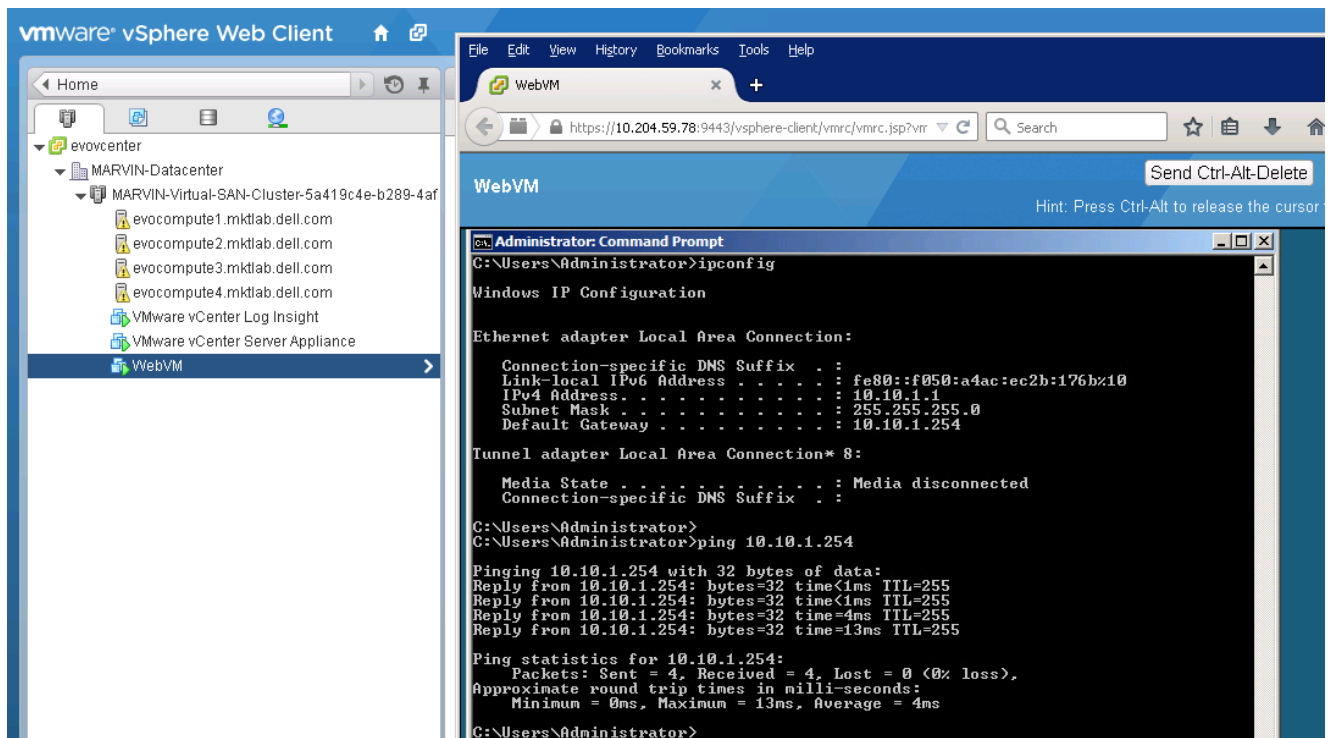 vmware® vSphere Web Client
Home
evovcenter
MARVIN-Datacenter
MARVIN-Virtual-SAN-Cluster-5a419c4e-b289-4af
evocompute1.mktlab.dell.com
evocompute2.mktlab.dell.com
evocompute3.mktlab.dell.com
evocompute4.mktlab.dell.com
VMware vCenter Log Insight
VMware vCenter Server Appliance
WebVM
File Edit View History Bookmarks Tools Help
WebVM
https://10.204.59.78:9443/vsphere-client/vmrc/vmrc.jsp?vr Search
WebVM
Send Ctrl-Alt-Delete
Hint: Press Ctrl-Alt to release the cursor
Administrator: Command Prompt
C:\Users\Administrator>ipconfig
Windows IP Configuration
Ethernet adapter Local Area Connection:
Connection-specific DNS Suffix . :
Link-local IPv6 Address . . . . . : fe80::f050:a4ac:ec2b:176b%10
IPv4 Address. . . . . . . . . . . : 10.10.1.1
Subnet Mask . . . . . . . . . . . : 255.255.255.0
Default Gateway . . . . . . . . . : 10.10.1.254
Tunnel adapter Local Area Connection* 8:
Media State . . . . . . . . . . . : Media disconnected
Connection-specific DNS Suffix . :
C:\Users\Administrator>
C:\Users\Administrator>ping 10.10.1.254
Pinging 10.10.1.254 with 32 bytes of data:
Reply from 10.10.1.254: bytes=32 time<1ms TTL=255
Reply from 10.10.1.254: bytes=32 time<1ms TTL=255
Reply from 10.10.1.254: bytes=32 time=4ms TTL=255
Reply from 10.10.1.254: bytes=32 time=13ms TTL=255
Ping statistics for 10.10.1.254:
Packets: Sent = 4, Received = 4, Lost = 0 (0% loss),
Approximate round trip times in milli-seconds:
Minimum = 0ms, Maximum = 13ms, Average = 4ms
C:\Users\Administrator>